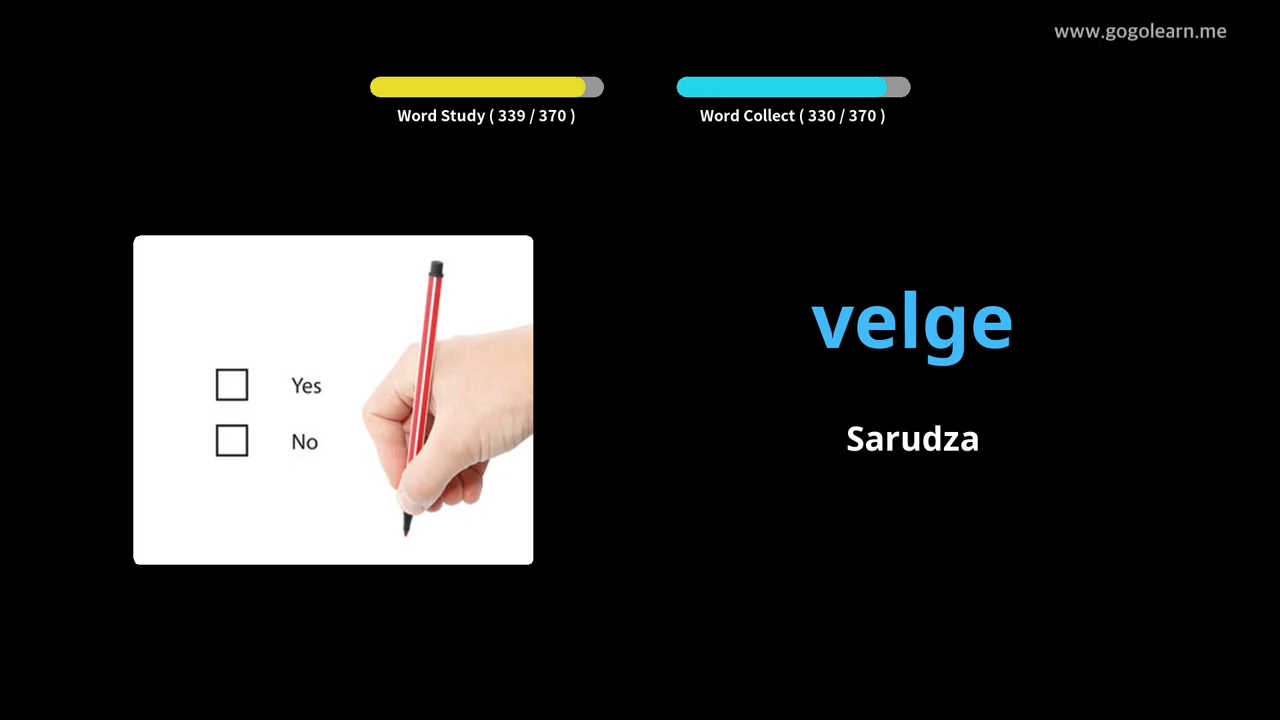 www.gogolearn.me
Word Study ( 339 / 370 )
Word Collect ( 330 / 370 )
Yes
No
velge
Sarudza